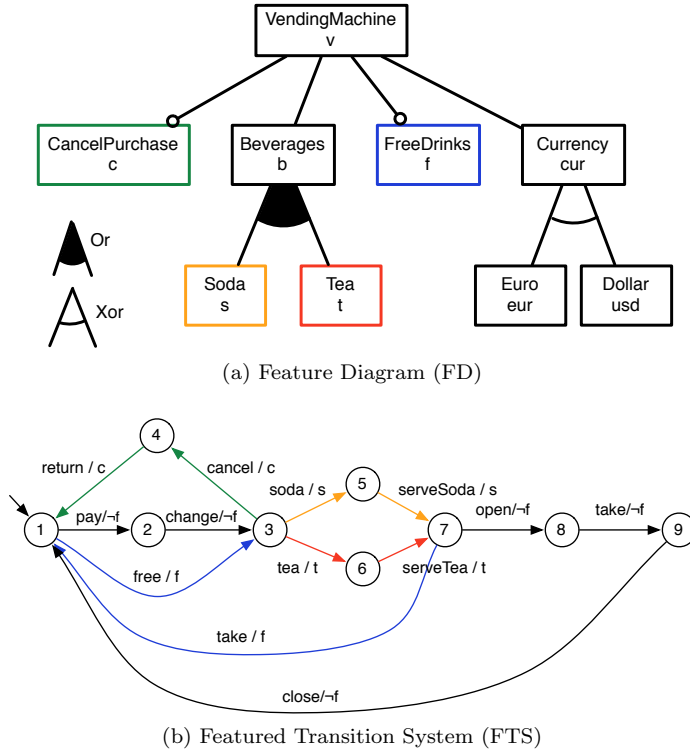 VendingMachine
v
CancelPurchase
c
Beverages
b
FreeDrinks
f
Currency
cur
Or
Xor
Soda
s
Tea
t
Euro
eur
Dollar
usd
(a) Feature Diagram (FD)
4
return / c
cancel / c
soda / s
5
serveSoda / s
1
pay/¬f
2
change/¬f
3
7
open/¬f
8
take/¬f
9
free / f
tea / t
6
serveTea / t
take / f
close/¬f
(b) Featured Transition System (FTS)